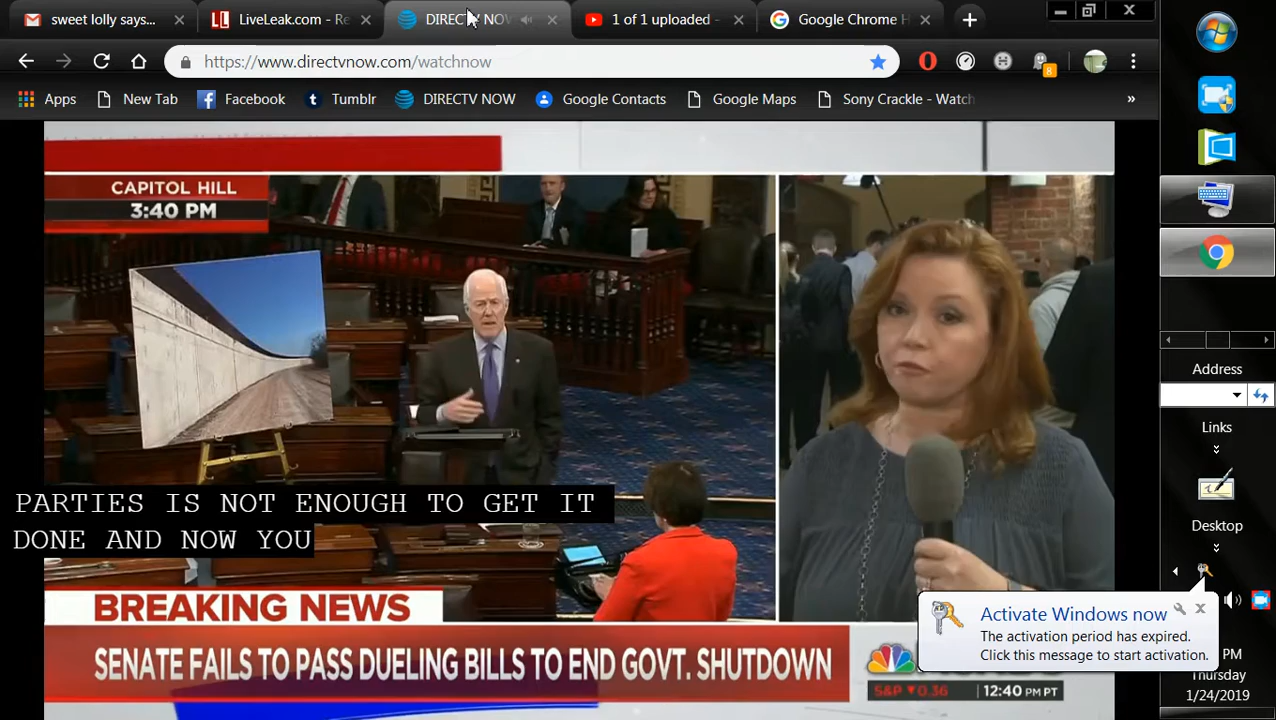 sweet lolly says...
LiveLeak.com - Re
DIRECTV NOW
1 of 1 uploaded -
Google Chrome H
https://www.directvnow.com/watchnow
8
Apps
New Tab
Facebook
Tumblr
DIRECTV NOW
Google Contacts
Google Maps
Sony Crackle - Watch
»
CAPITOL HILL
3:40 PM
PARTIES IS NOT ENOUGH TO GET IT
DONE AND NOW YOU
BREAKING NEWS
SENATE FAILS TO PASS DUELING BILLS TO END GOVT. SHUTDOWN
S&P ▼0.36
12:40 PM PT
Address
Links
Desktop
Activate Windows now
The activation period has expired.
Click this message to start activation.
PM
Thursday
1/24/2019